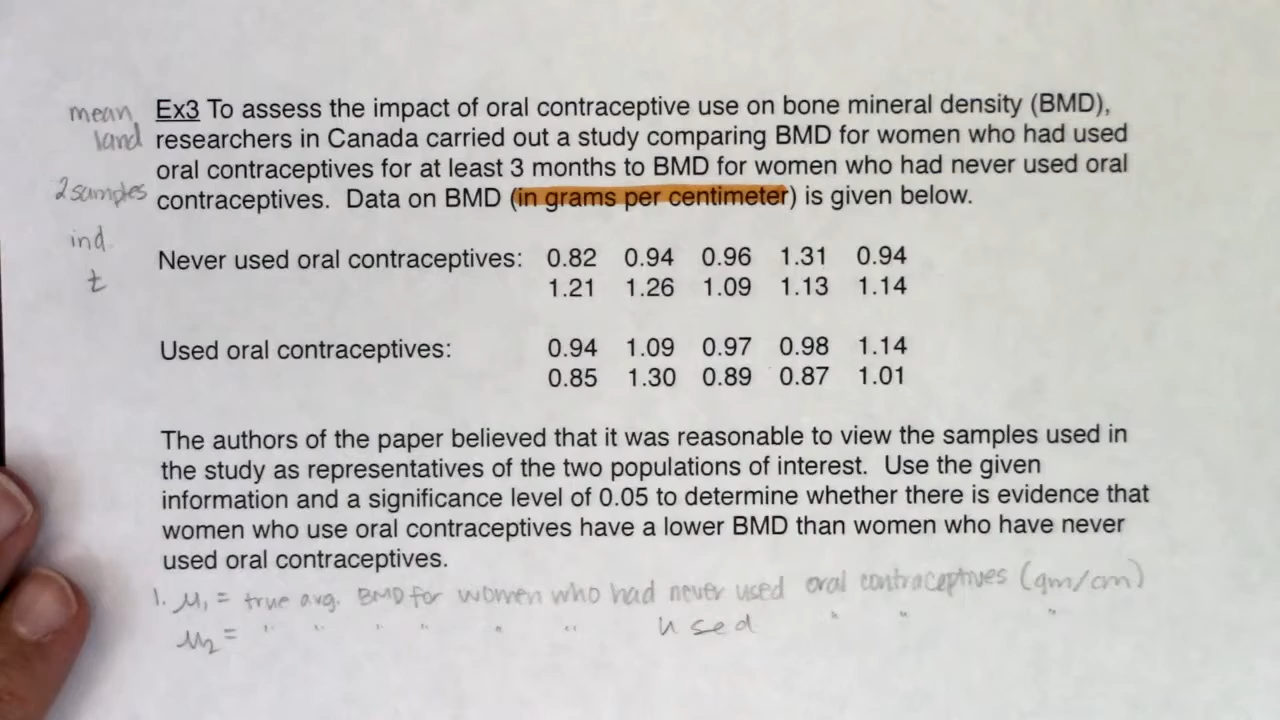 mean
land
2 samples
ind.
t
Ex3 To assess the impact of oral contraceptive use on bone mineral density (BMD),
researchers in Canada carried out a study comparing BMD for women who had used
oral contraceptives for at least 3 months to BMD for women who had never used oral
contraceptives. Data on BMD (in grams per centimeter) is given below.
Never used oral contraceptives: 0.82 0.94 0.96 1.31 0.94
1.21 1.26 1.09 1.13 1.14
Used oral contraceptives: 0.94 1.09 0.97 0.98 1.14
0.85 1.30 0.89 0.87 1.01
The authors of the paper believed that it was reasonable to view the samples used in
the study as representatives of the two populations of interest. Use the given
information and a significance level of 0.05 to determine whether there is evidence that
women who use oral contraceptives have a lower BMD than women who have never
used oral contraceptives.
1. μ₁ = true avg. BMD for women who had never used oral contraceptives (gm/cm)
μ₂ = " " " " " " used " " "